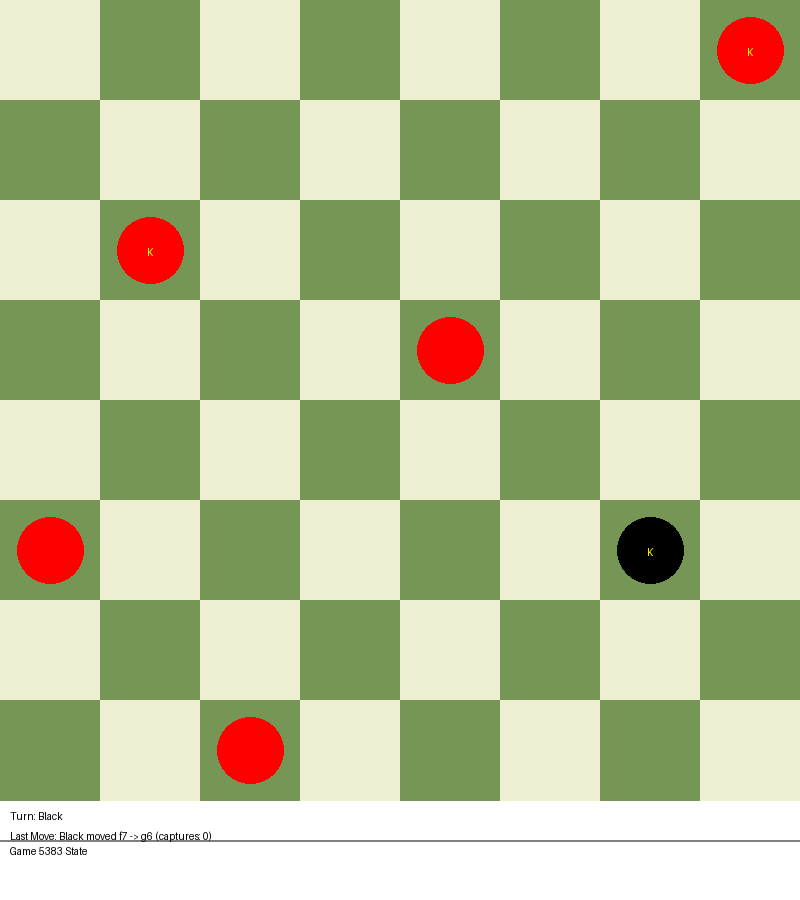 K
K
K
Turn: Black
Last Move: Black moved f7 -> g6 (captures: 0)
Game 5383 State